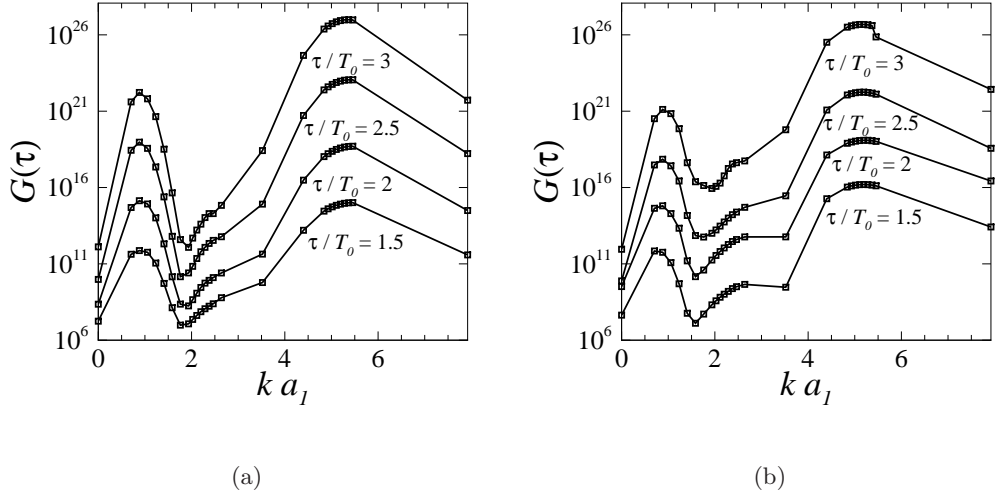 10^26
10^21
10^16
10^11
10^6
G(τ)
τ / T_0 = 3
τ / T_0 = 2.5
τ / T_0 = 2
τ / T_0 = 1.5
0 2 4 6
k a_1
(a)
10^26
10^21
10^16
10^11
10^6
G(τ)
τ / T_0 = 3
τ / T_0 = 2.5
τ / T_0 = 2
τ / T_0 = 1.5
0 2 4 6
k a_1
(b)